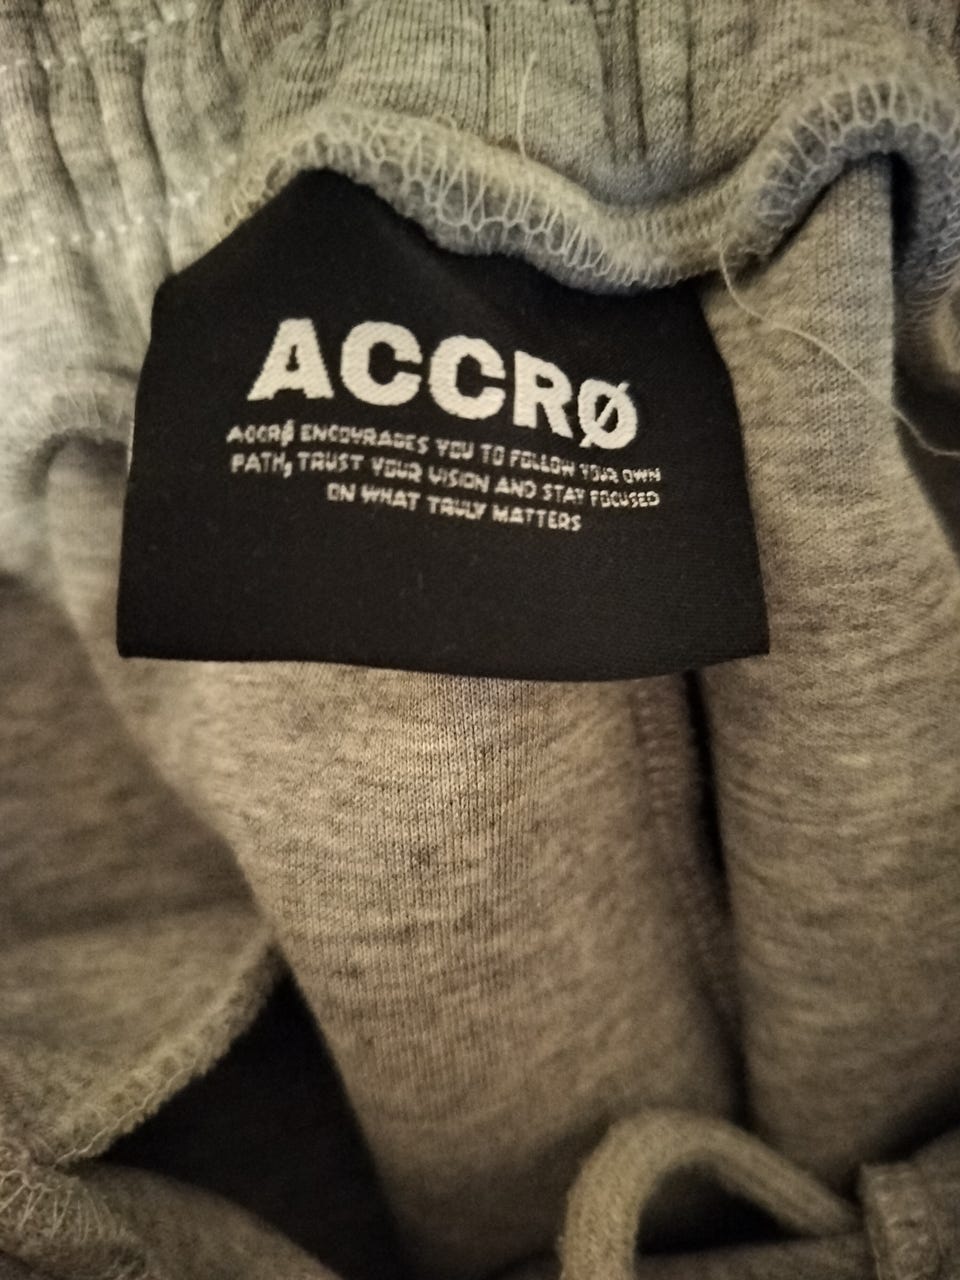 ACCRØ
ACCRØ ENCOURAGES YOU TO FOLLOW YOUR OWN
PATH, TRUST YOUR VISION AND STAY FOCUSED
ON WHAT TRULY MATTERS